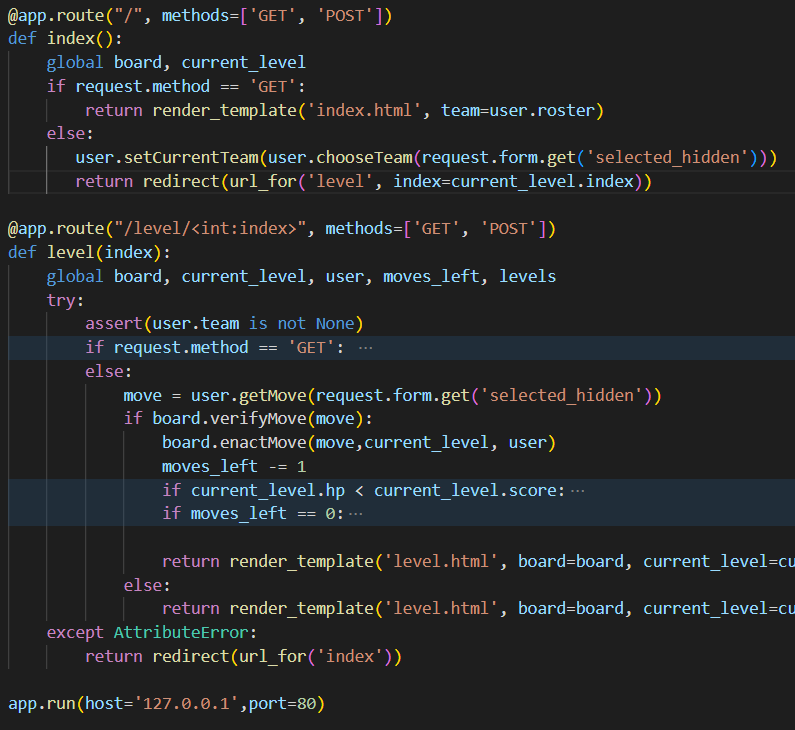 @app.route("/", methods=['GET', 'POST'])
def index():
    global board, current_level
    if request.method == 'GET':
        return render_template('index.html', team=user.roster)
    else:
       user.setCurrentTeam(user.chooseTeam(request.form.get('selected_hidden')))
       return redirect(url_for('level', index=current_level.index))
@app.route("/level/<int:index>", methods=['GET', 'POST'])
def level(index):
    global board, current_level, user, moves_left, levels
    try:
        assert(user.team is not None)
        if request.method == 'GET': ...
        else:
            move = user.getMove(request.form.get('selected_hidden'))
            if board.verifyMove(move):
                board.enactMove(move,current_level, user)
                moves_left -= 1
                if current_level.hp < current_level.score:...
                if moves_left == 0:...
                return render_template('level.html', board=board, current_level=cu
            else:
                return render_template('level.html', board=board, current_level=cu
    except AttributeError:
        return redirect(url_for('index'))
app.run(host='127.0.0.1',port=80)